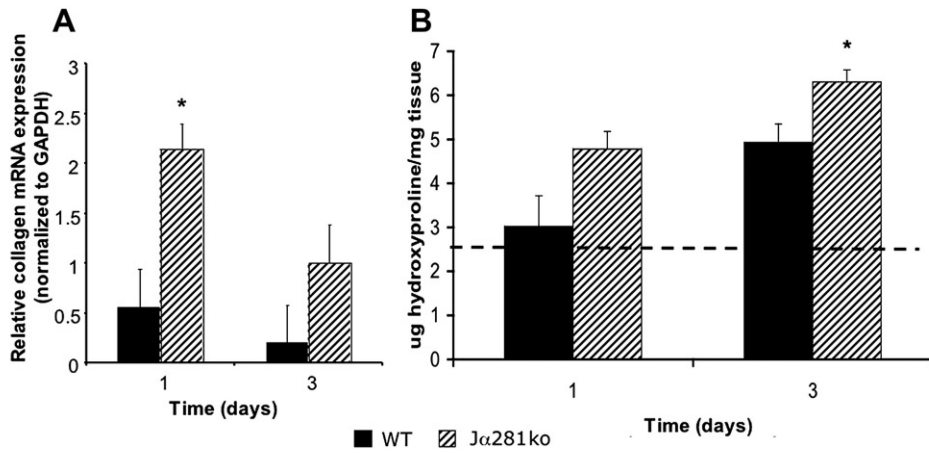 A
Relative collagen mRNA expression
(normalized to GAPDH)
3
2.5
2
1.5
1
0.5
0
*
1
3
Time (days)
B
ug hydroxyproline/mg tissue
7
6
5
4
3
2
1
0
*
1
3
Time (days)
WT
Jα281ko